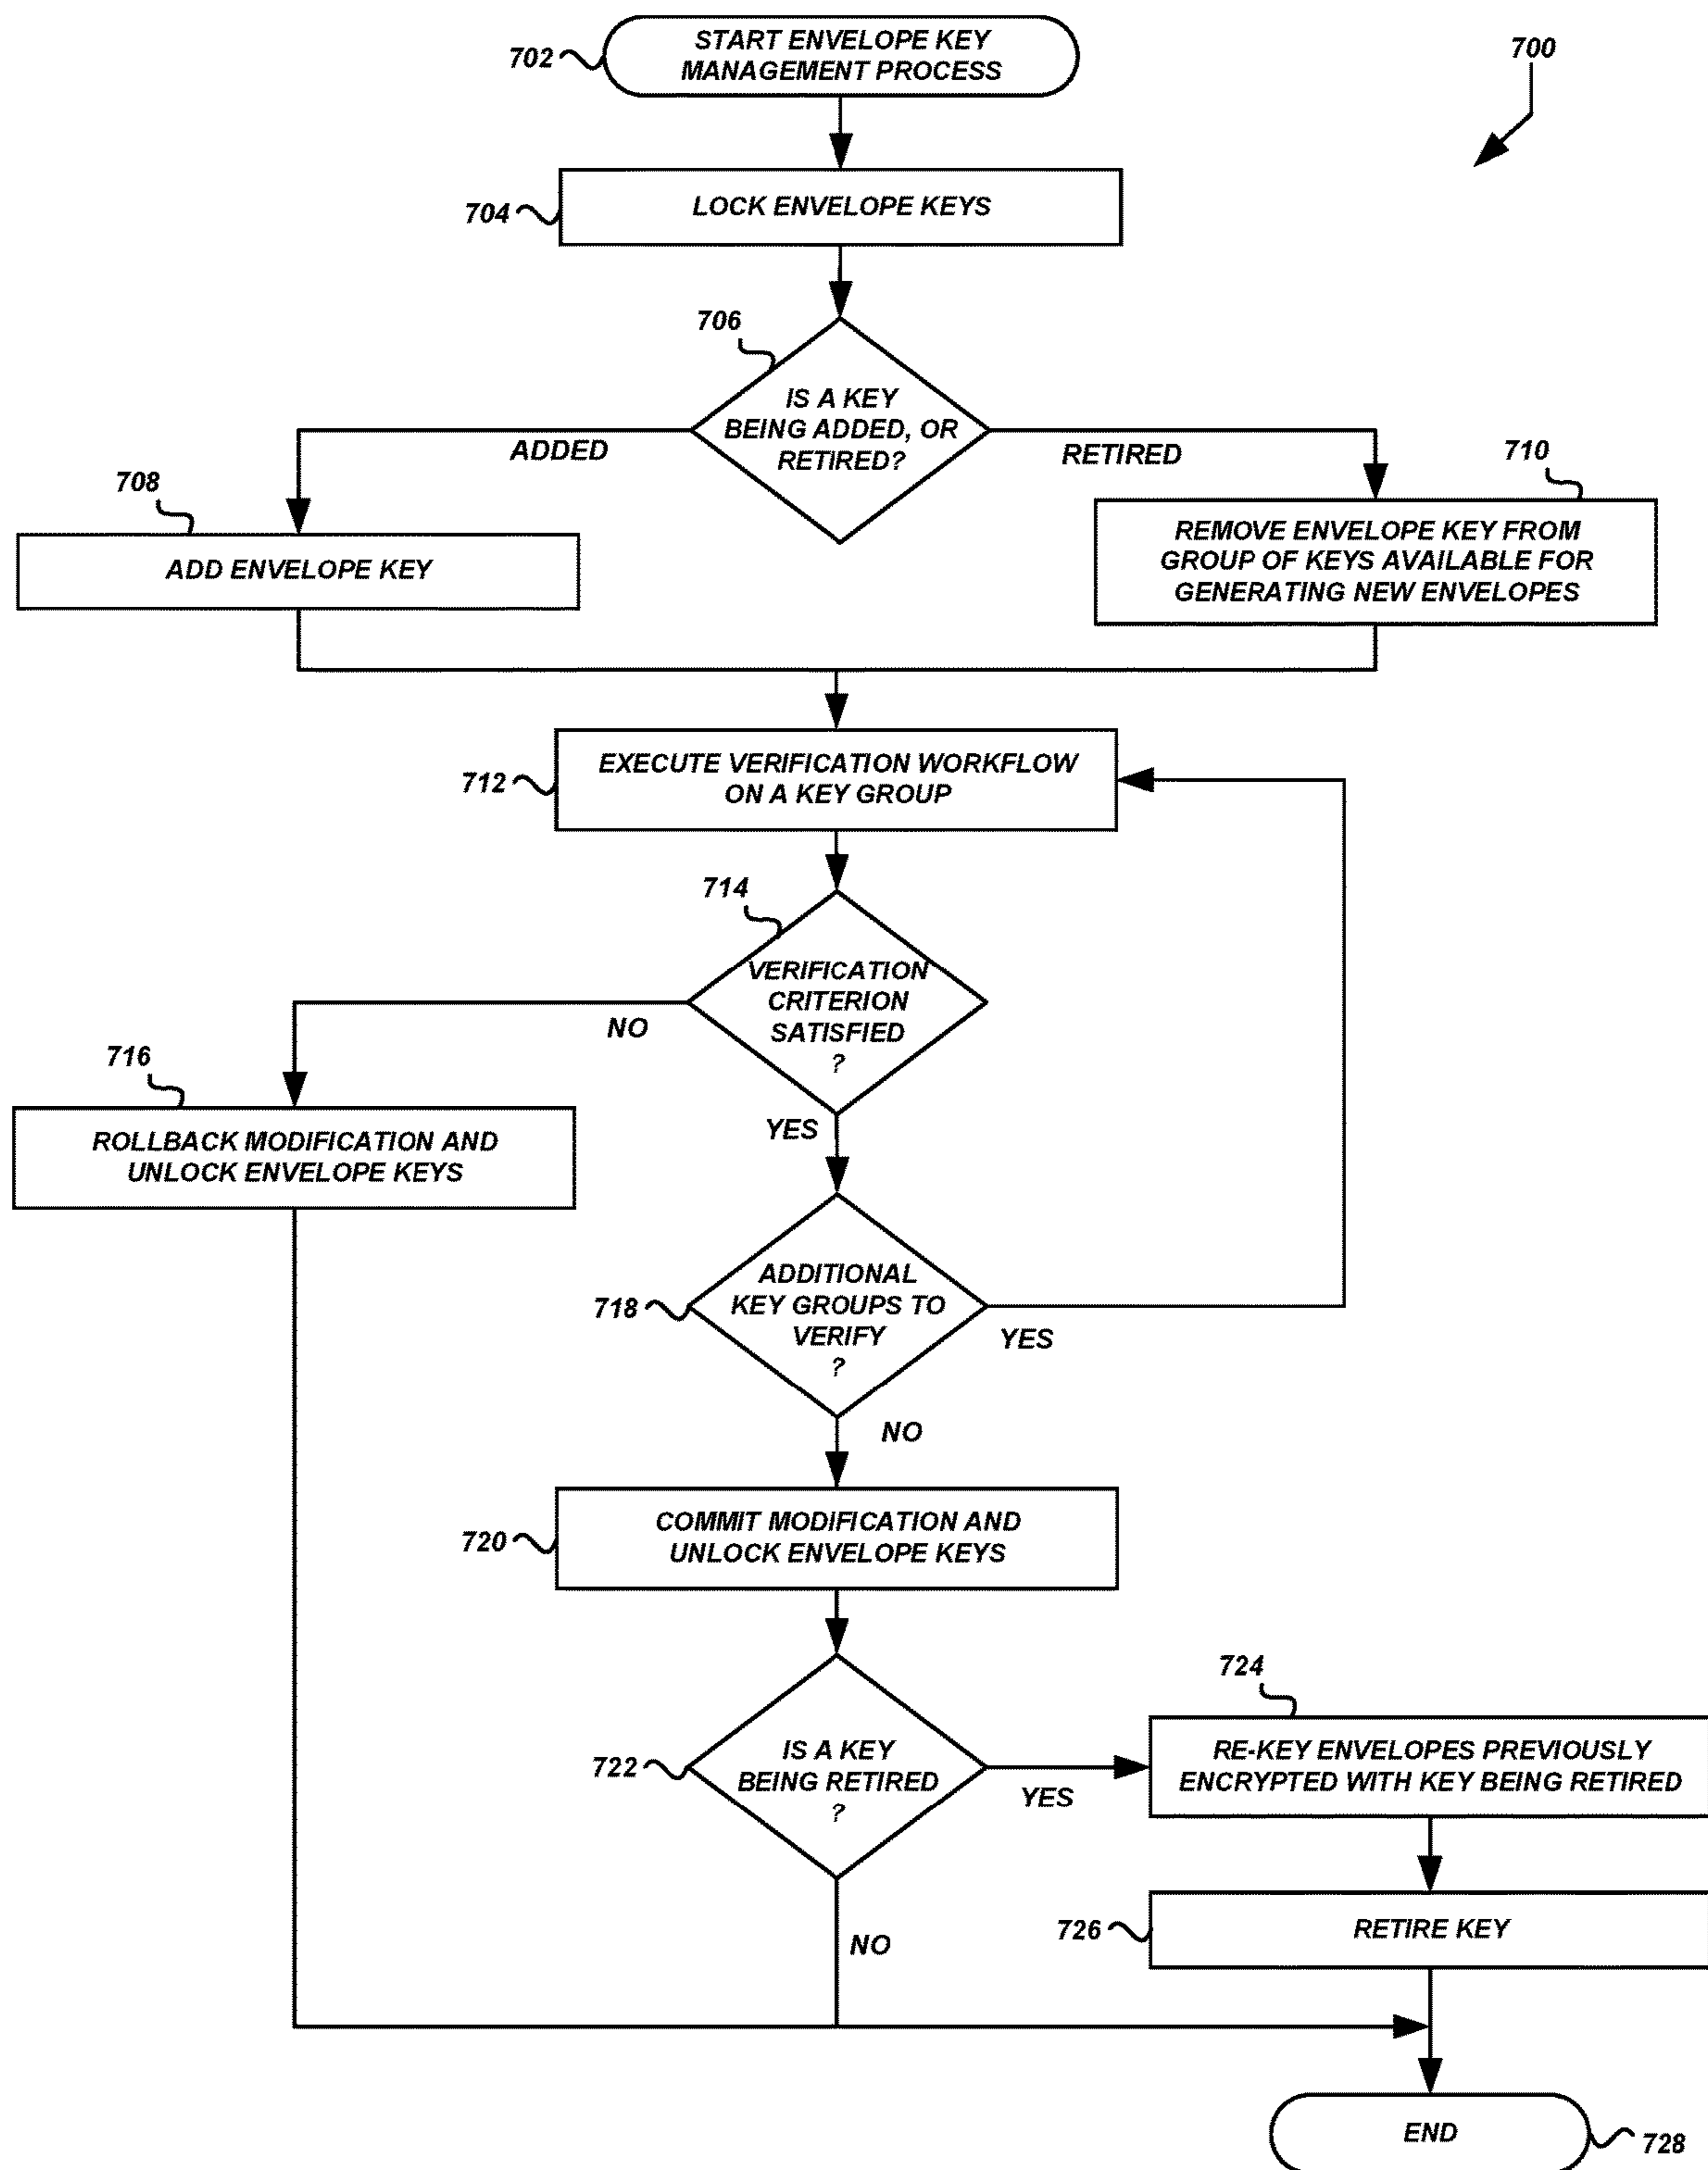 START ENVELOPE KEY
MANAGEMENT PROCESS
702
700
LOCK ENVELOPE KEYS
704
706
IS A KEY
BEING ADDED, OR
RETIRED?
ADDED
RETIRED
708
710
ADD ENVELOPE KEY
REMOVE ENVELOPE KEY FROM
GROUP OF KEYS AVAILABLE FOR
GENERATING NEW ENVELOPES
EXECUTE VERIFICATION WORKFLOW
ON A KEY GROUP
712
714
VERIFICATION
CRITERION
SATISFIED
?
NO
YES
716
ROLLBACK MODIFICATION AND
UNLOCK ENVELOPE KEYS
ADDITIONAL
KEY GROUPS TO
VERIFY
?
718
YES
NO
COMMIT MODIFICATION AND
UNLOCK ENVELOPE KEYS
720
724
IS A KEY
BEING RETIRED
?
722
YES
RE-KEY ENVELOPES PREVIOUSLY
ENCRYPTED WITH KEY BEING RETIRED
726
RETIRE KEY
NO
END
728